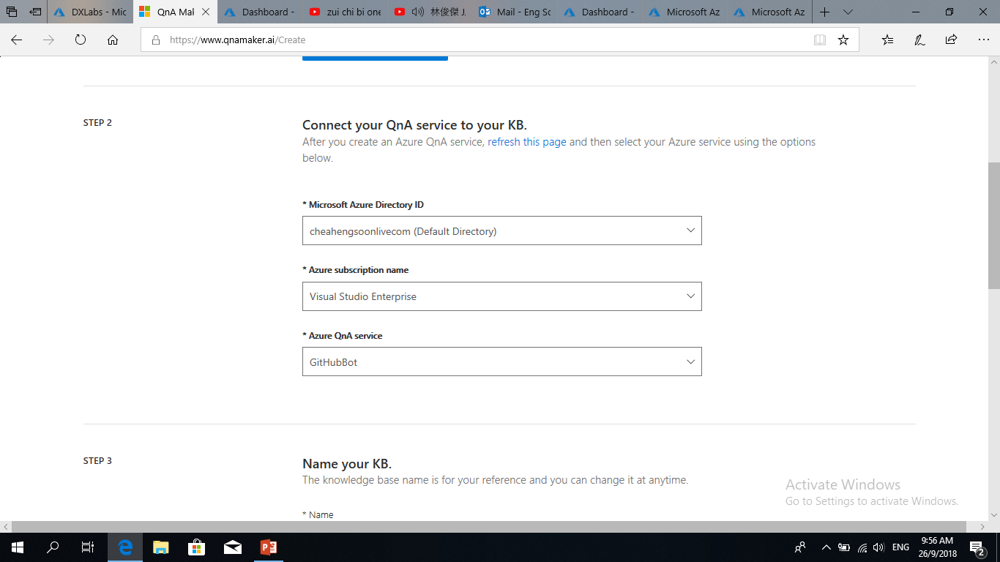 DXLabs - Mic
QnA Mak
Dashboard -
zui chi bi one
林俊傑 J.
Mail - Eng So
Dashboard -
Microsoft Az
Microsoft Az
https://www.qnamaker.ai/Create
STEP 2
Connect your QnA service to your KB.
After you create an Azure QnA service, refresh this page and then select your Azure service using the options
below.
* Microsoft Azure Directory ID
cheahengsoonlivecom (Default Directory)
* Azure subscription name
Visual Studio Enterprise
* Azure QnA service
GitHubBot
STEP 3
Name your KB.
The knowledge base name is for your reference and you can change it at anytime.
* Name
Activate Windows
Go to Settings to activate Windows.
ENG
9:56 AM
26/9/2018
2